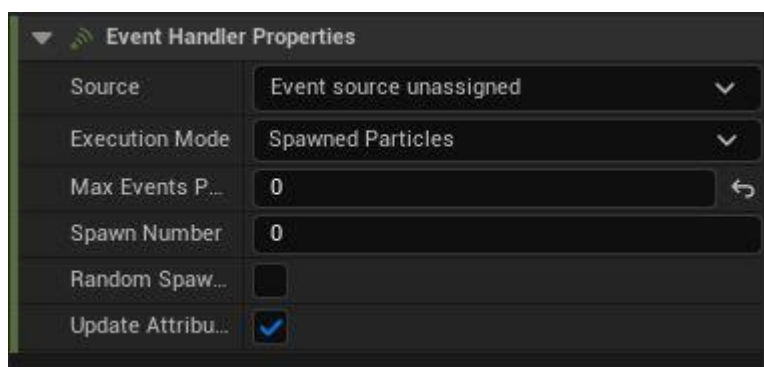 Event Handler Properties
Source Event source unassigned
Execution Mode Spawned Particles
Max Events P... 0
Spawn Number 0
Random Spaw...
Update Attribu...